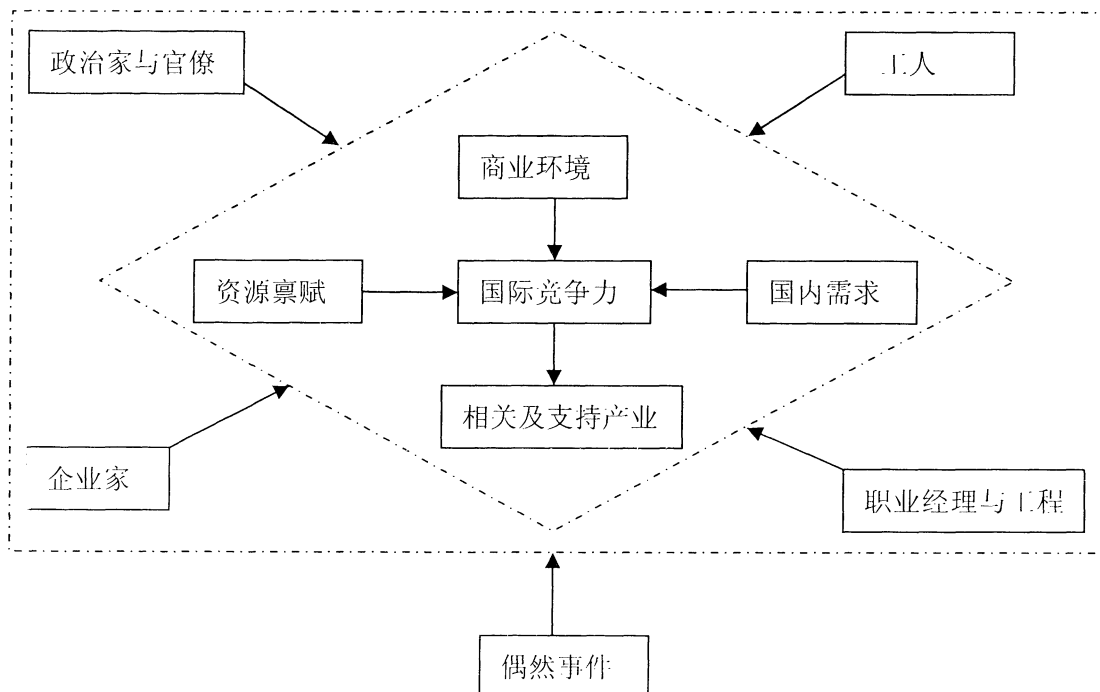 政治家与官僚
工人
商业环境
资源禀赋
国际竞争力
国内需求
相关及支持产业
企业家
职业经理与工程
偶然事件